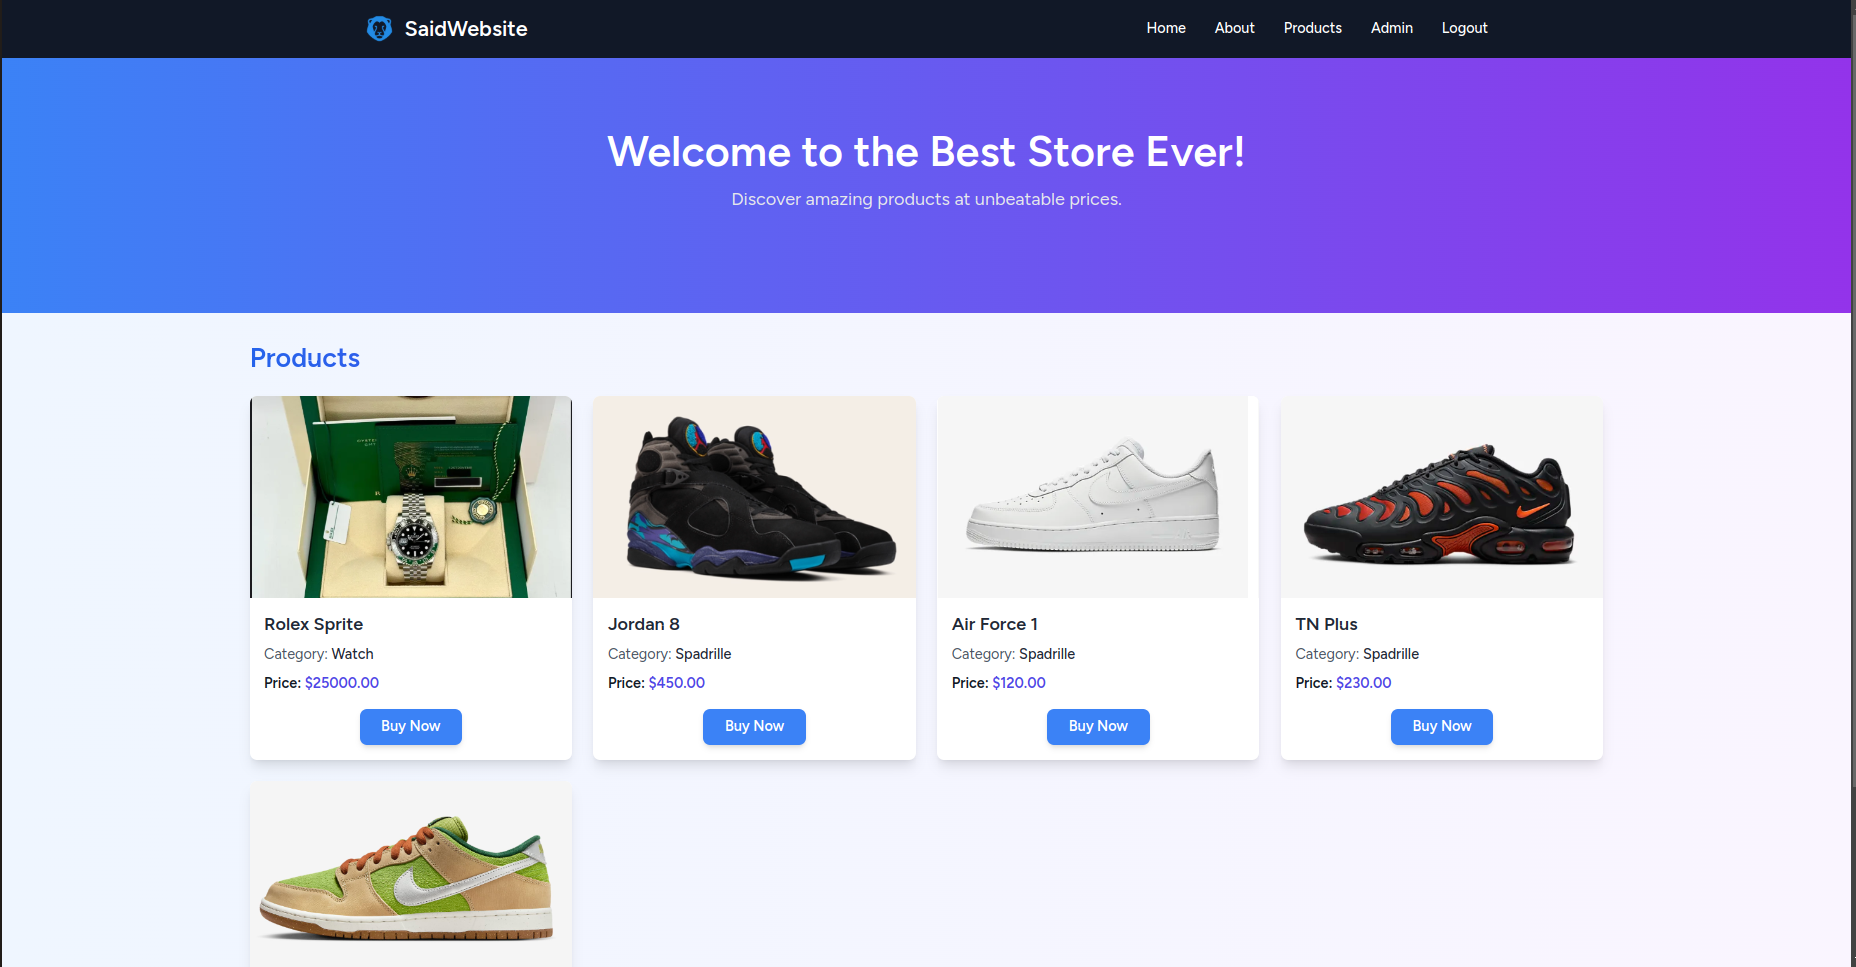 SaidWebsite
Home About Products Admin Logout
Welcome to the Best Store Ever!
Discover amazing products at unbeatable prices.
Products
Rolex Sprite
Category: Watch
Price: $25000.00
Buy Now
Jordan 8
Category: Spadrille
Price: $450.00
Buy Now
Air Force 1
Category: Spadrille
Price: $120.00
Buy Now
TN Plus
Category: Spadrille
Price: $230.00
Buy Now